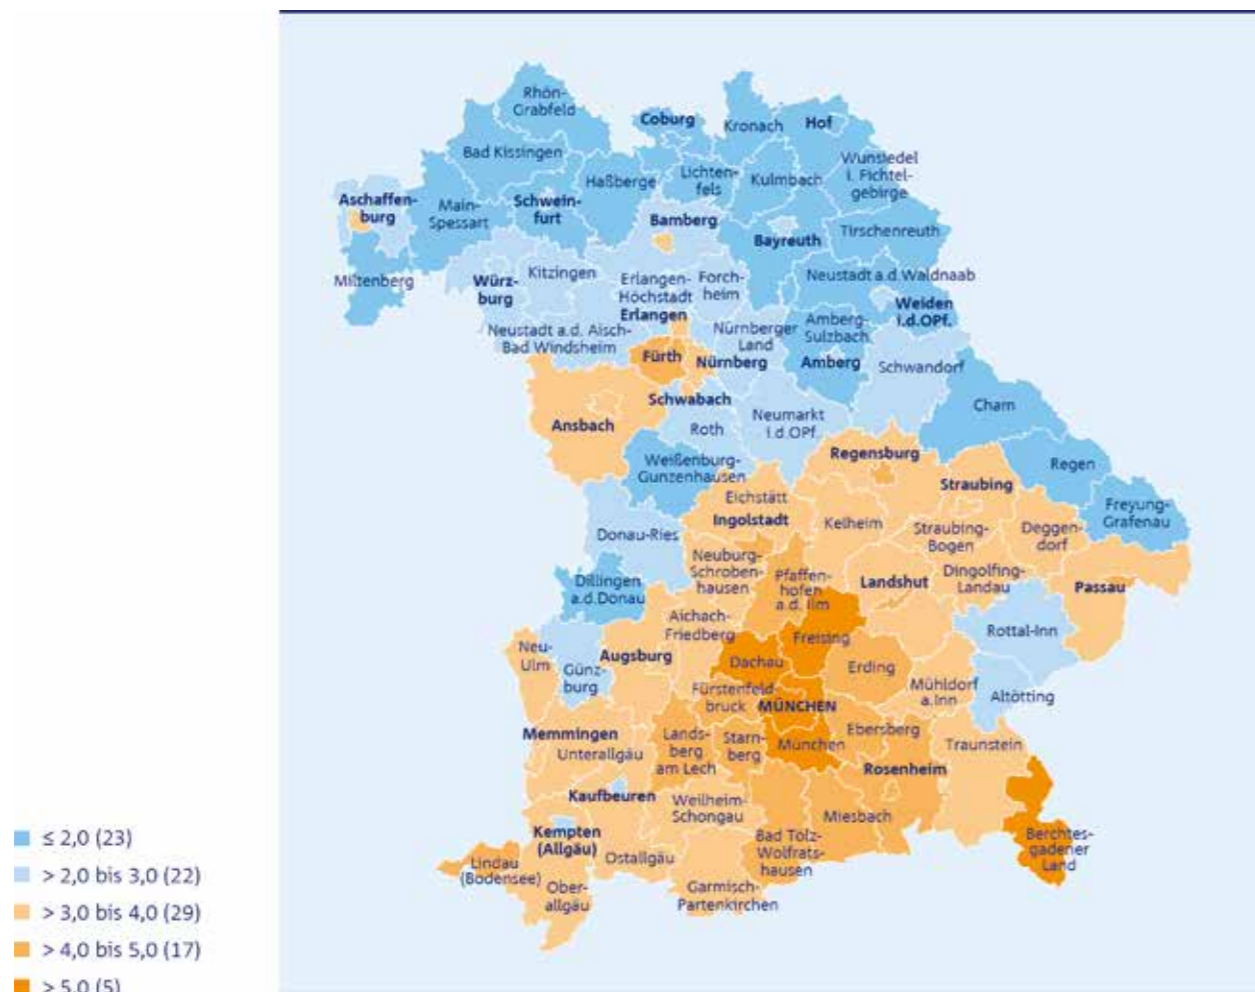 Rhön-
Grabfeld
Coburg
Kronach
Hof
Bad Kissingen
Wunsiedel
i. Fichtel-
gebirge
Haßberge
Lichten-
fels
Kulmbach
Aschaffen-
burg
Main-
Spessart
Schwein-
furt
Bamberg
Bayreuth
Tirschenreuth
Miltenberg
Würz-
burg
Kitzingen
Erlangen-
Höchstadt
Erlangen
Forch-
heim
Neustadt a.d. Waldnaab
Weiden
i.d.OPf.
Neustadt a.d. Aisch-
Bad Windsheim
Nürnberger
Land
Amberg-
Sulzbach
Fürth
Nürnberg
Amberg
Schwandorf
Schwabach
Ansbach
Roth
Neumarkt
i.d.OPf.
Cham
Weißenburg-
Gunzenhausen
Regensburg
Regen
Eichstätt
Straubing
Freyung-
Grafenau
Ingolstadt
Kelheim
Straubing-
Bogen
Deggen-
dorf
Donau-Ries
Neuburg-
Schroben-
hausen
Pfaffen-
hofen
a.d. Ilm
Landshut
Dingolfing-
Landau
Passau
Dillingen
a.d.Donau
Aichach-
Friedberg
Freising
Rottal-Inn
Neu-
Ulm
Günz-
burg
Augsburg
Dachau
Erding
Mühldorf
a.Inn
Altötting
Fürstenfeld-
bruck
MÜNCHEN
Memmingen
Unterallgäu
Lands-
berg
am Lech
Starn-
berg
München
Ebersberg
Traunstein
Rosenheim
Kaufbeuren
Weilheim-
Schongau
Miesbach
Kempten
(Allgäu)
Ostallgäu
Bad Tölz-
Wolfrats-
hausen
Berchtes-
gadener
Land
Lindau
(Bodensee)
Ober-
allgäu
Garmisch-
Partenkirchen
≤ 2,0 (23)
> 2,0 bis 3,0 (22)
> 3,0 bis 4,0 (29)
> 4,0 bis 5,0 (17)
> 5,0 (5)